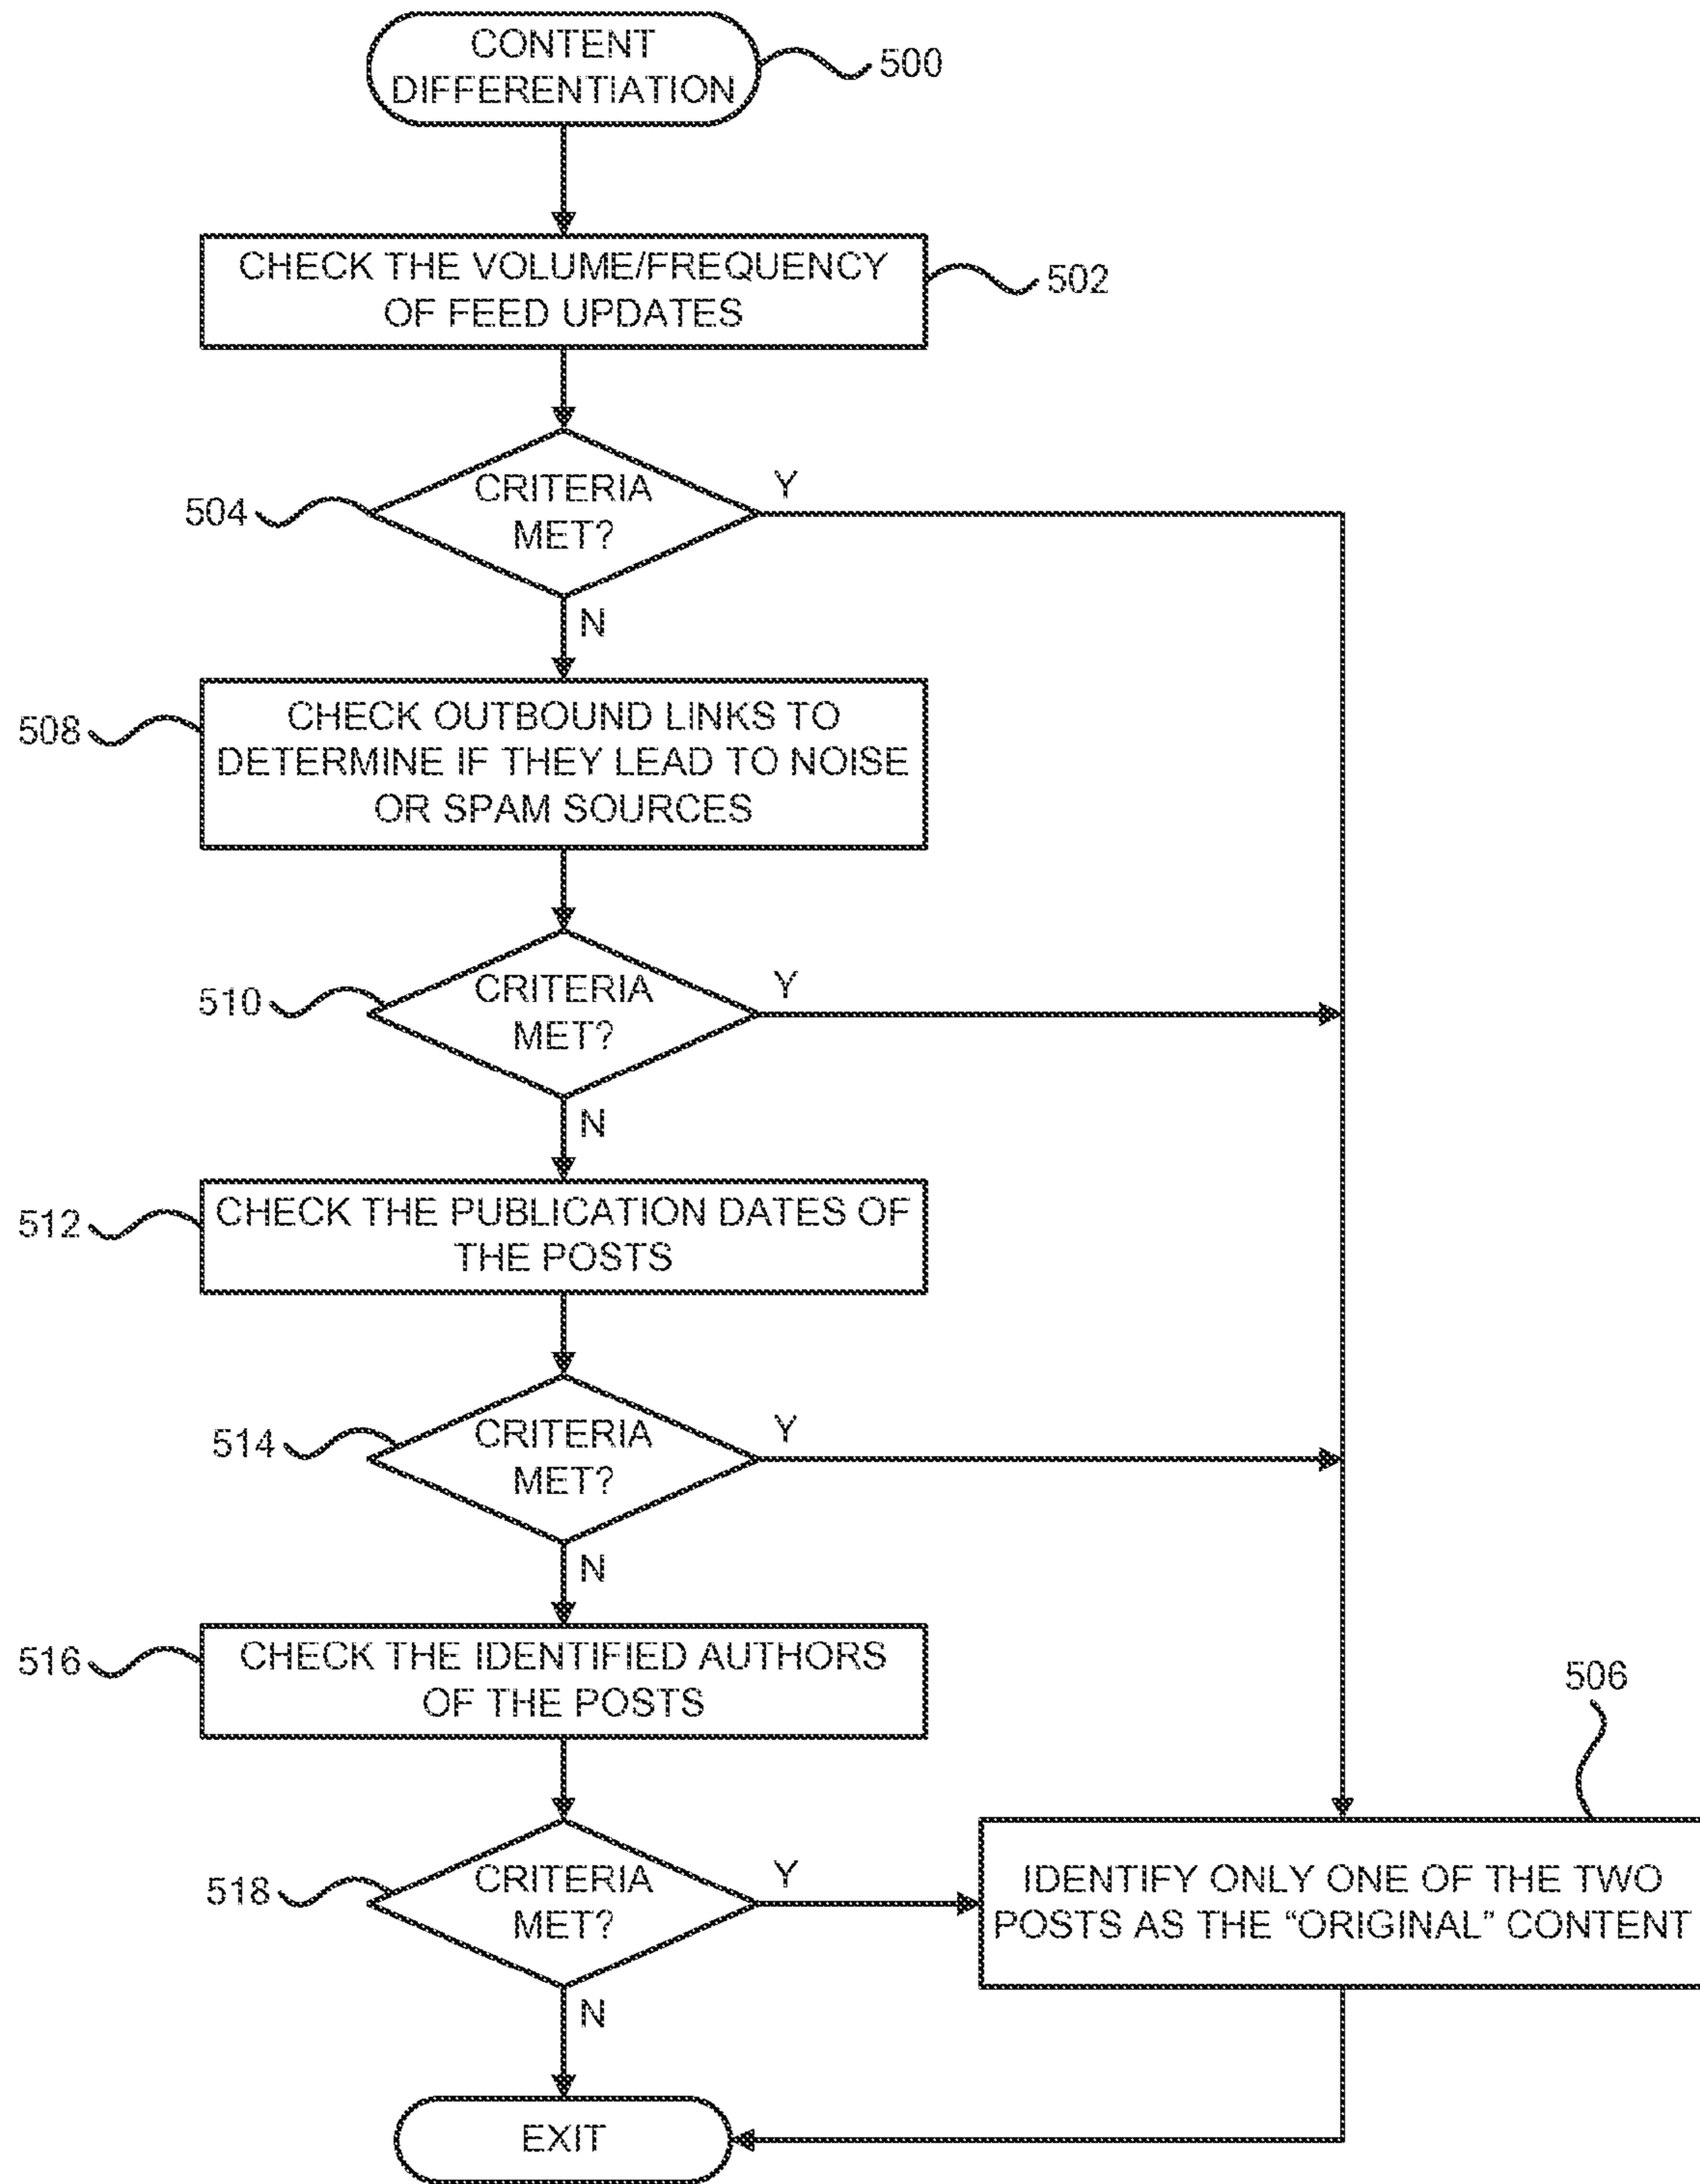 CONTENT
DIFFERENTIATION
500
CHECK THE VOLUME/FREQUENCY
OF FEED UPDATES
502
504
CRITERIA
MET?
Y
N
508
CHECK OUTBOUND LINKS TO
DETERMINE IF THEY LEAD TO NOISE
OR SPAM SOURCES
510
CRITERIA
MET?
Y
N
512
CHECK THE PUBLICATION DATES OF
THE POSTS
514
CRITERIA
MET?
Y
N
516
CHECK THE IDENTIFIED AUTHORS
OF THE POSTS
506
518
CRITERIA
MET?
Y
IDENTIFY ONLY ONE OF THE TWO
POSTS AS THE “ORIGINAL” CONTENT
N
EXIT